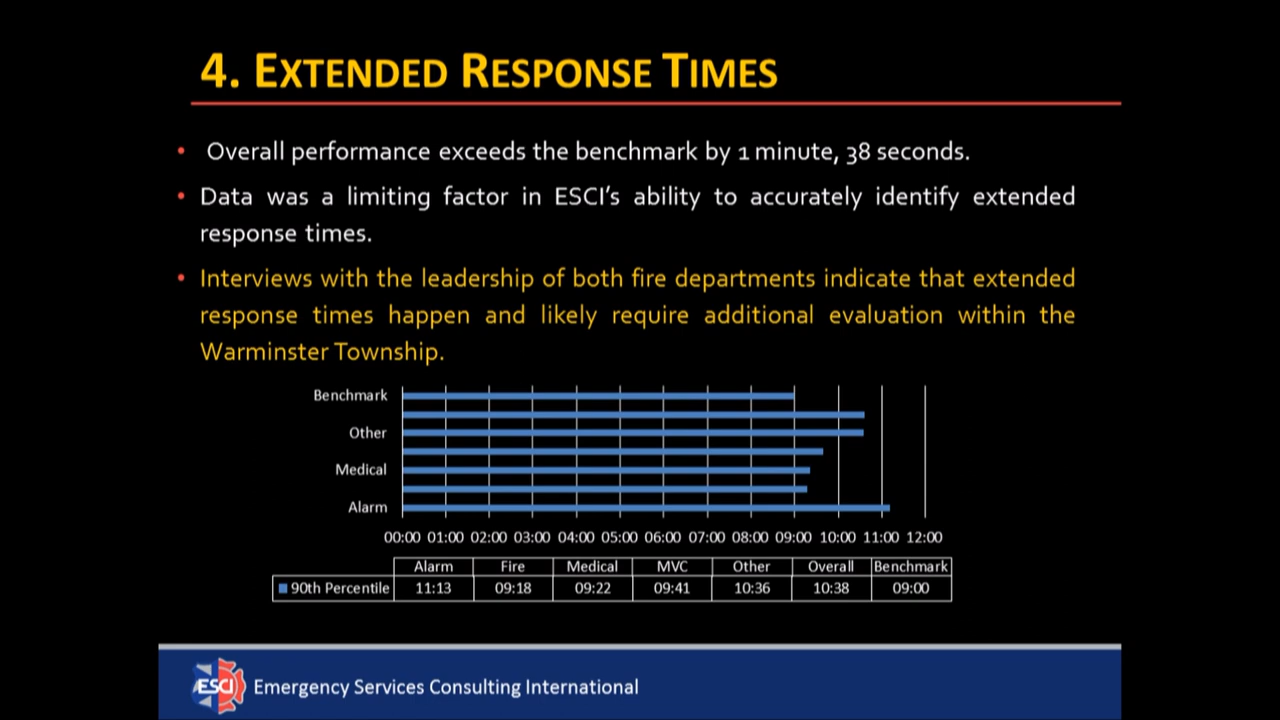 4. EXTENDED RESPONSE TIMES
• Overall performance exceeds the benchmark by 1 minute, 38 seconds.
• Data was a limiting factor in ESCI's ability to accurately identify extended
response times.
• Interviews with the leadership of both fire departments indicate that extended
response times happen and likely require additional evaluation within the
Warminster Township.
Benchmark
Other
Medical
Alarm
00:00 01:00 02:00 03:00 04:00 05:00 06:00 07:00 08:00 09:00 10:00 11:00 12:00
Alarm Fire Medical MVC Other Overall Benchmark
90th Percentile 11:13 09:18 09:22 09:41 10:36 10:38 09:00
ESCI Emergency Services Consulting International